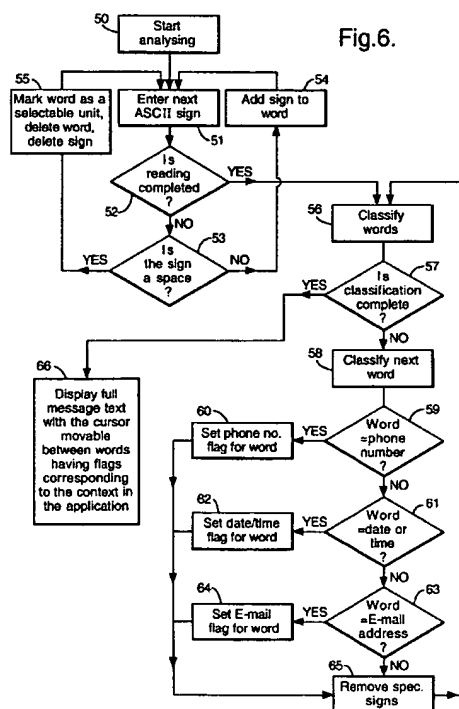 Fig.6.
50
Start
analysing
55
Mark word as a
selectable unit,
delete word,
delete sign
Enter next
ASCII sign
51
54
Add sign to
word
Is
reading
completed
?
52
YES
NO
Is
the sign
a space
?
53
YES
NO
56
Classify
words
Is
classification
complete
?
57
YES
NO
58
Classify next
word
66
Display full
message text
with the cursor
movable
between words
having flags
corresponding
to the context in
the application
Word
=phone
number
?
59
YES
NO
60
Set phone no.
flag for word
Word
=date or
time
?
61
YES
NO
62
Set date/time
flag for word
Word
=E-mail
address
?
63
YES
NO
64
Set E-mail
flag for word
65
Remove spec.
signs